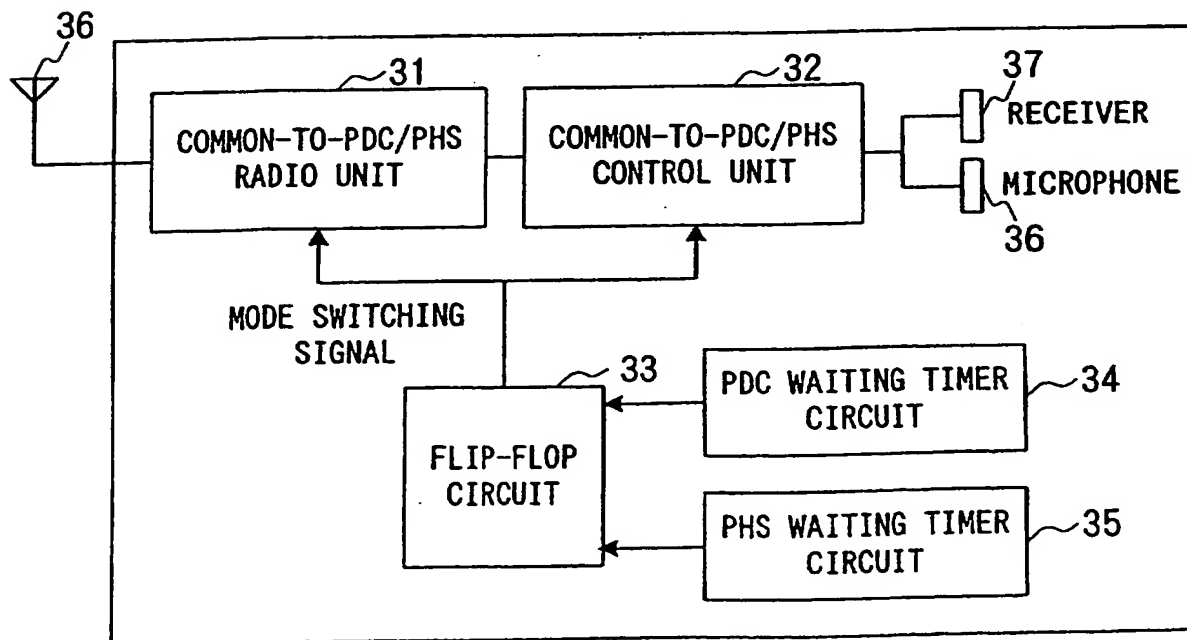 36
31
32
37
COMMON-TO-PDC/PHS
RADIO UNIT
COMMON-TO-PDC/PHS
CONTROL UNIT
RECEIVER
MICROPHONE
36
MODE SWITCHING
SIGNAL
33
FLIP-FLOP
CIRCUIT
PDC WAITING TIMER
CIRCUIT
34
PHS WAITING TIMER
CIRCUIT
35